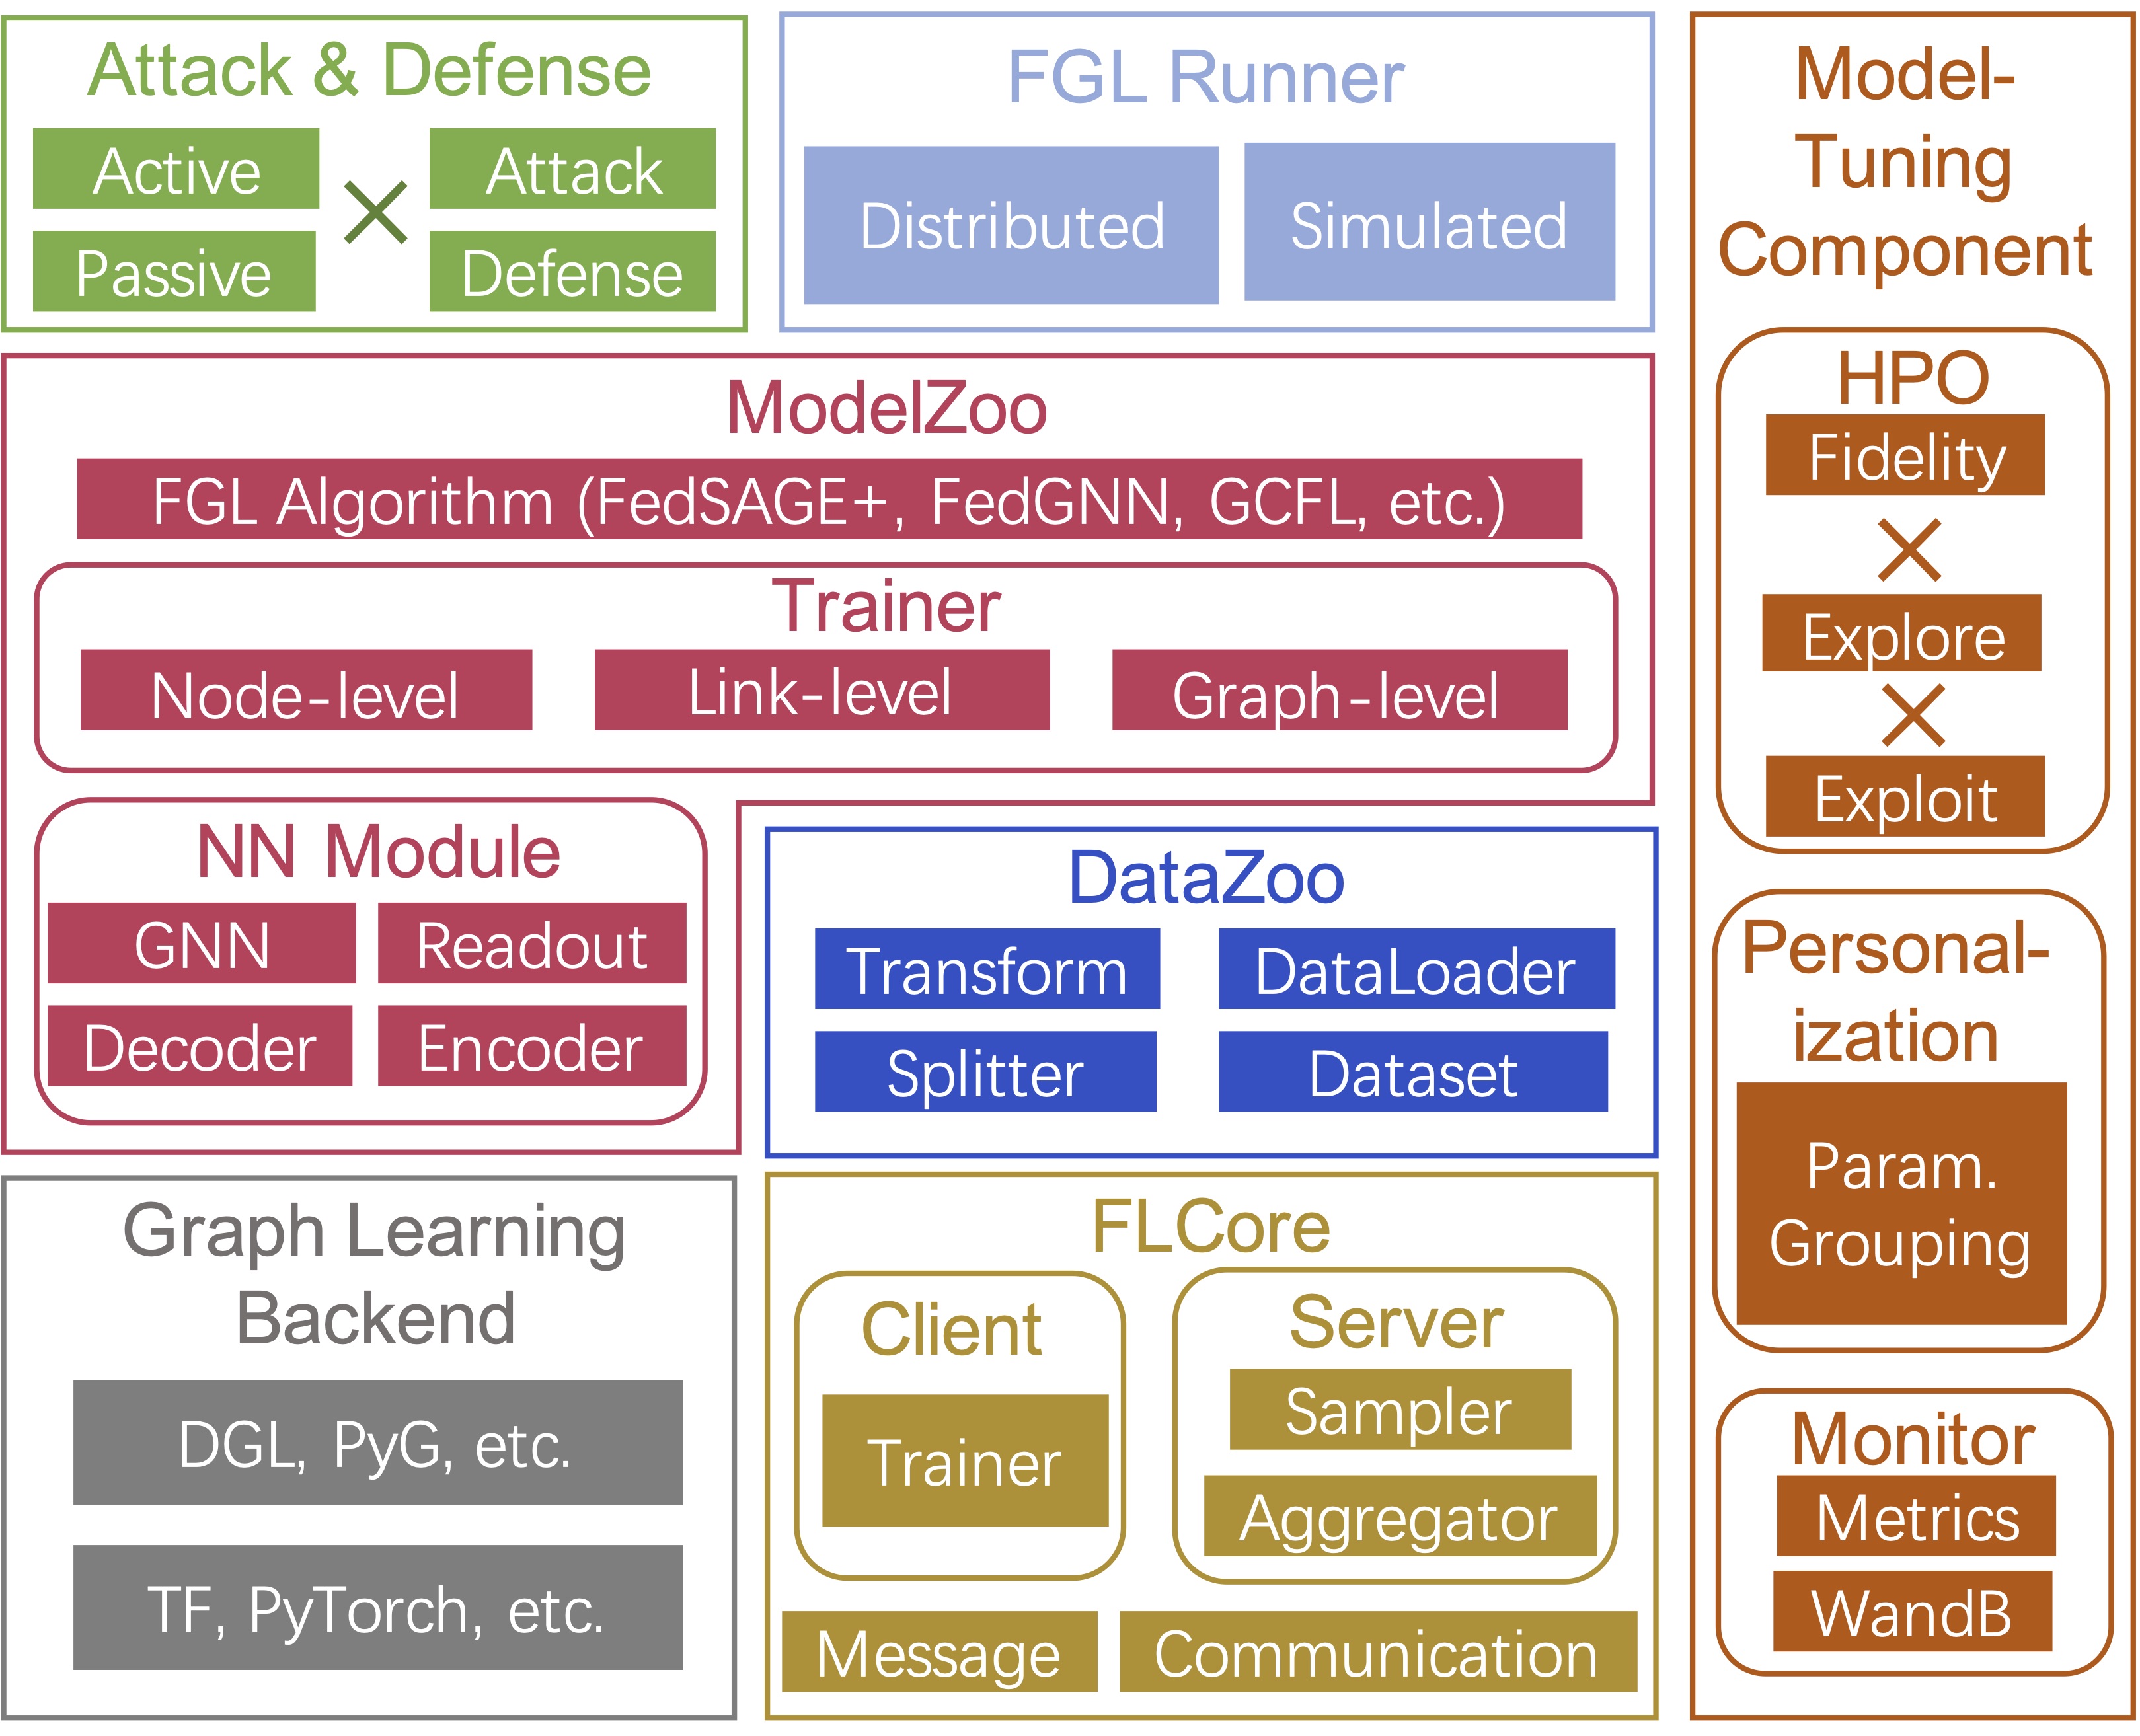 Attack & Defense
Active
×
Attack
Passive
Defense
FGL Runner
Distributed
Simulated
ModelZoo
FGL Algorithm (FedSAGE+, FedGNN, GCFL, etc.)
Trainer
Node-level
Link-level
Graph-level
NN Module
GNN
Readout
Decoder
Encoder
DataZoo
Transform
DataLoader
Splitter
Dataset
Graph Learning
Backend
DGL, PyG, etc.
TF, PyTorch, etc.
FLCore
Client
Trainer
Server
Sampler
Aggregator
Message
Communication
Model-
Tuning
Component
HPO
Fidelity
×
Explore
×
Exploit
Personal-
ization
Param.
Grouping
Monitor
Metrics
WandB